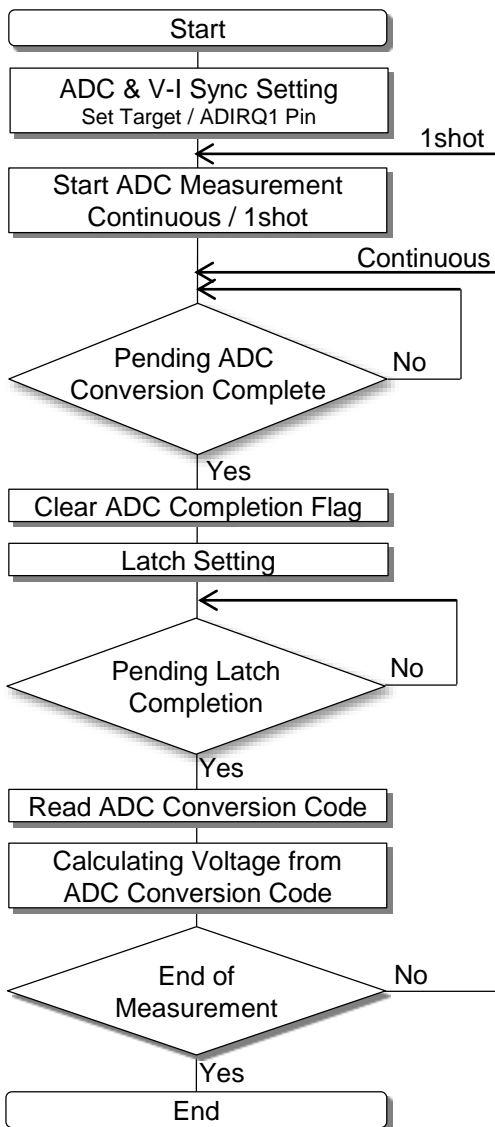 Start
ADC & V-I Sync Setting
Set Target / ADIRQ1 Pin
1shot
Start ADC Measurement
Continuous / 1shot
Continuous
Pending ADC
Conversion Complete
No
Yes
Clear ADC Completion Flag
Latch Setting
Pending Latch
Completion
No
Yes
Read ADC Conversion Code
Calculating Voltage from
ADC Conversion Code
End of
Measurement
No
Yes
End